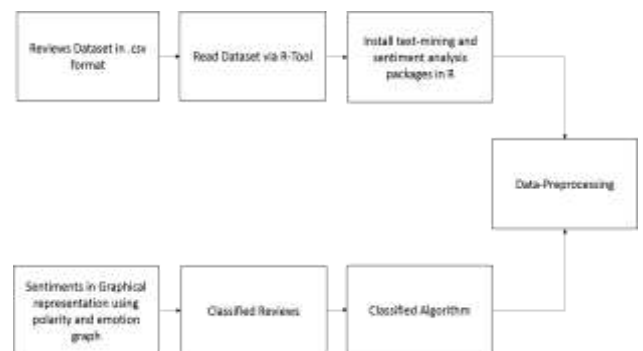 Reviews Dataset in .csv
format
Read Dataset via R-Tool
Install text-mining and
sentiment analysis
packages in R
Data-Preprocessing
Sentiments in Graphical
representation using
polarity and emotion
graph
Classified Reviews
Classified Algorithm